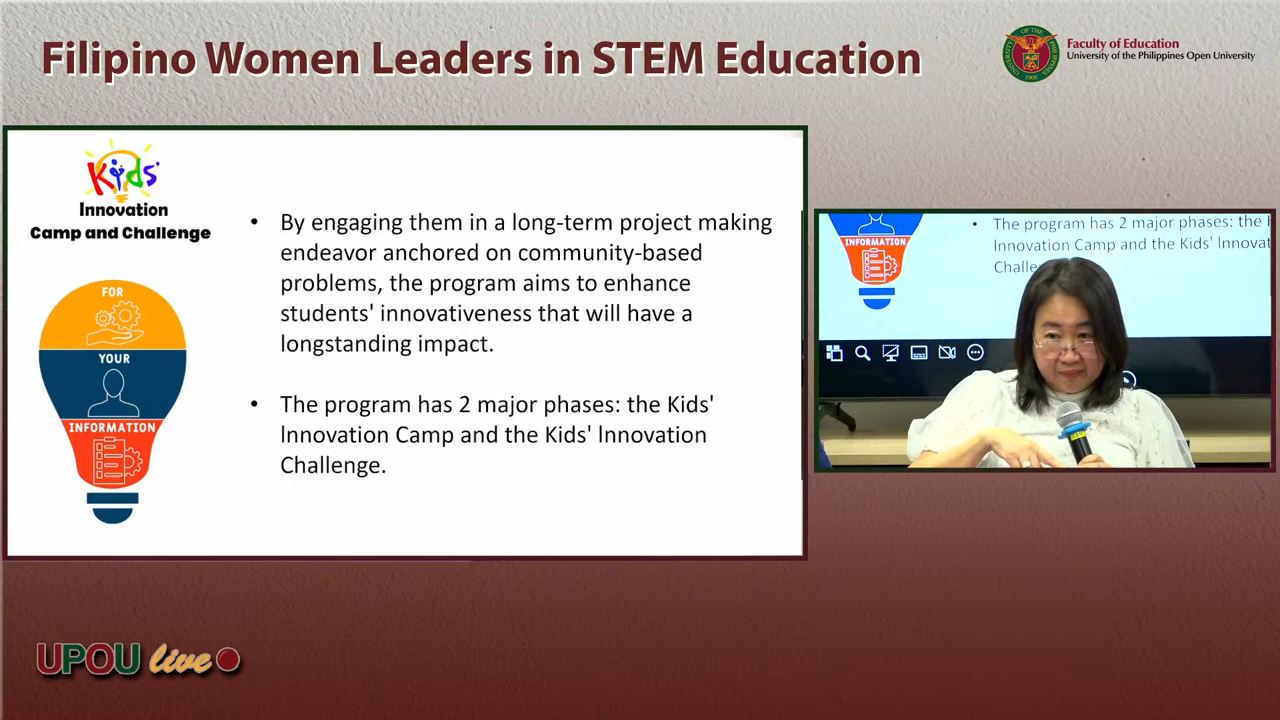 Filipino Women Leaders in STEM Education
Faculty of Education
University of the Philippines Open University
Kids'
Innovation
Camp and Challenge
FOR
YOUR
INFORMATION
• By engaging them in a long-term project making
endeavor anchored on community-based
problems, the program aims to enhance
students' innovativeness that will have a
longstanding impact.
• The program has 2 major phases: the Kids'
Innovation Camp and the Kids' Innovation
Challenge.
INFORMATION
• The program has 2 major phases: the
Innovation Camp and the Kids' Innovat
Challe
UPOU live